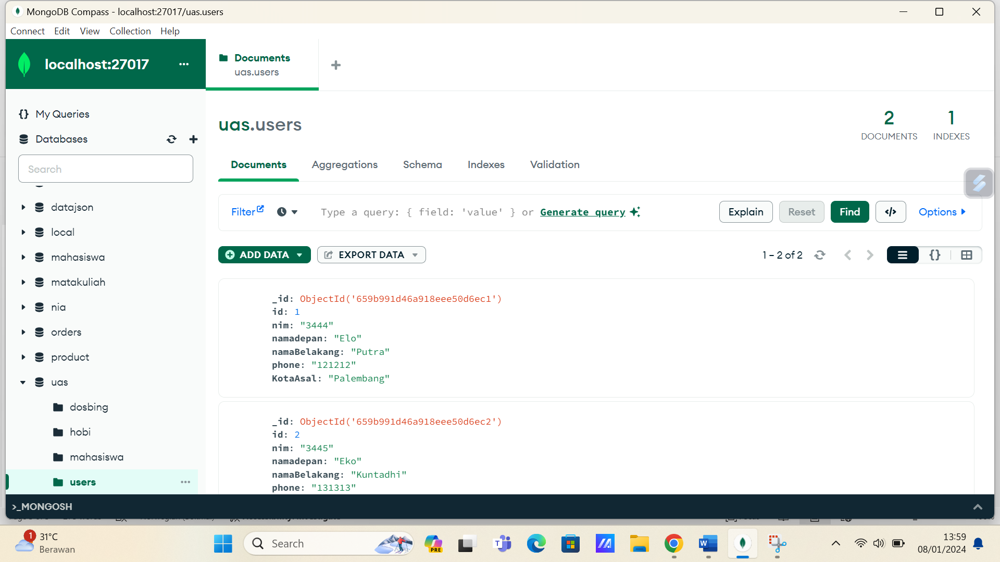 MongoDB Compass - localhost:27017/uas.users
Connect Edit View Collection Help
localhost:27017 ...
Documents
uas.users
My Queries
Databases
Search
datajson
local
mahasiswa
matakuliah
nia
orders
product
uas
dosbing
hobi
mahasiswa
users
uas.users
2
DOCUMENTS
1
INDEXES
Documents Aggregations Schema Indexes Validation
Filter Type a query: { field: 'value' } or Generate query Explain Reset Find </> Options
ADD DATA EXPORT DATA 1 – 2 of 2 {}
_id: ObjectId('659b991d46a918eee50d6ec1')
id: 1
nim: "3444"
namadepan: "Elo"
namaBelakang: "Putra"
phone: "121212"
KotaAsal: "Palembang"
_id: ObjectId('659b991d46a918eee50d6ec2')
id: 2
nim: "3445"
namadepan: "Eko"
namaBelakang: "Kuntadhi"
phone: "131313"
>_MONGOSH
1
31°C
Berawan
Search
PRE
13:59
08/01/2024